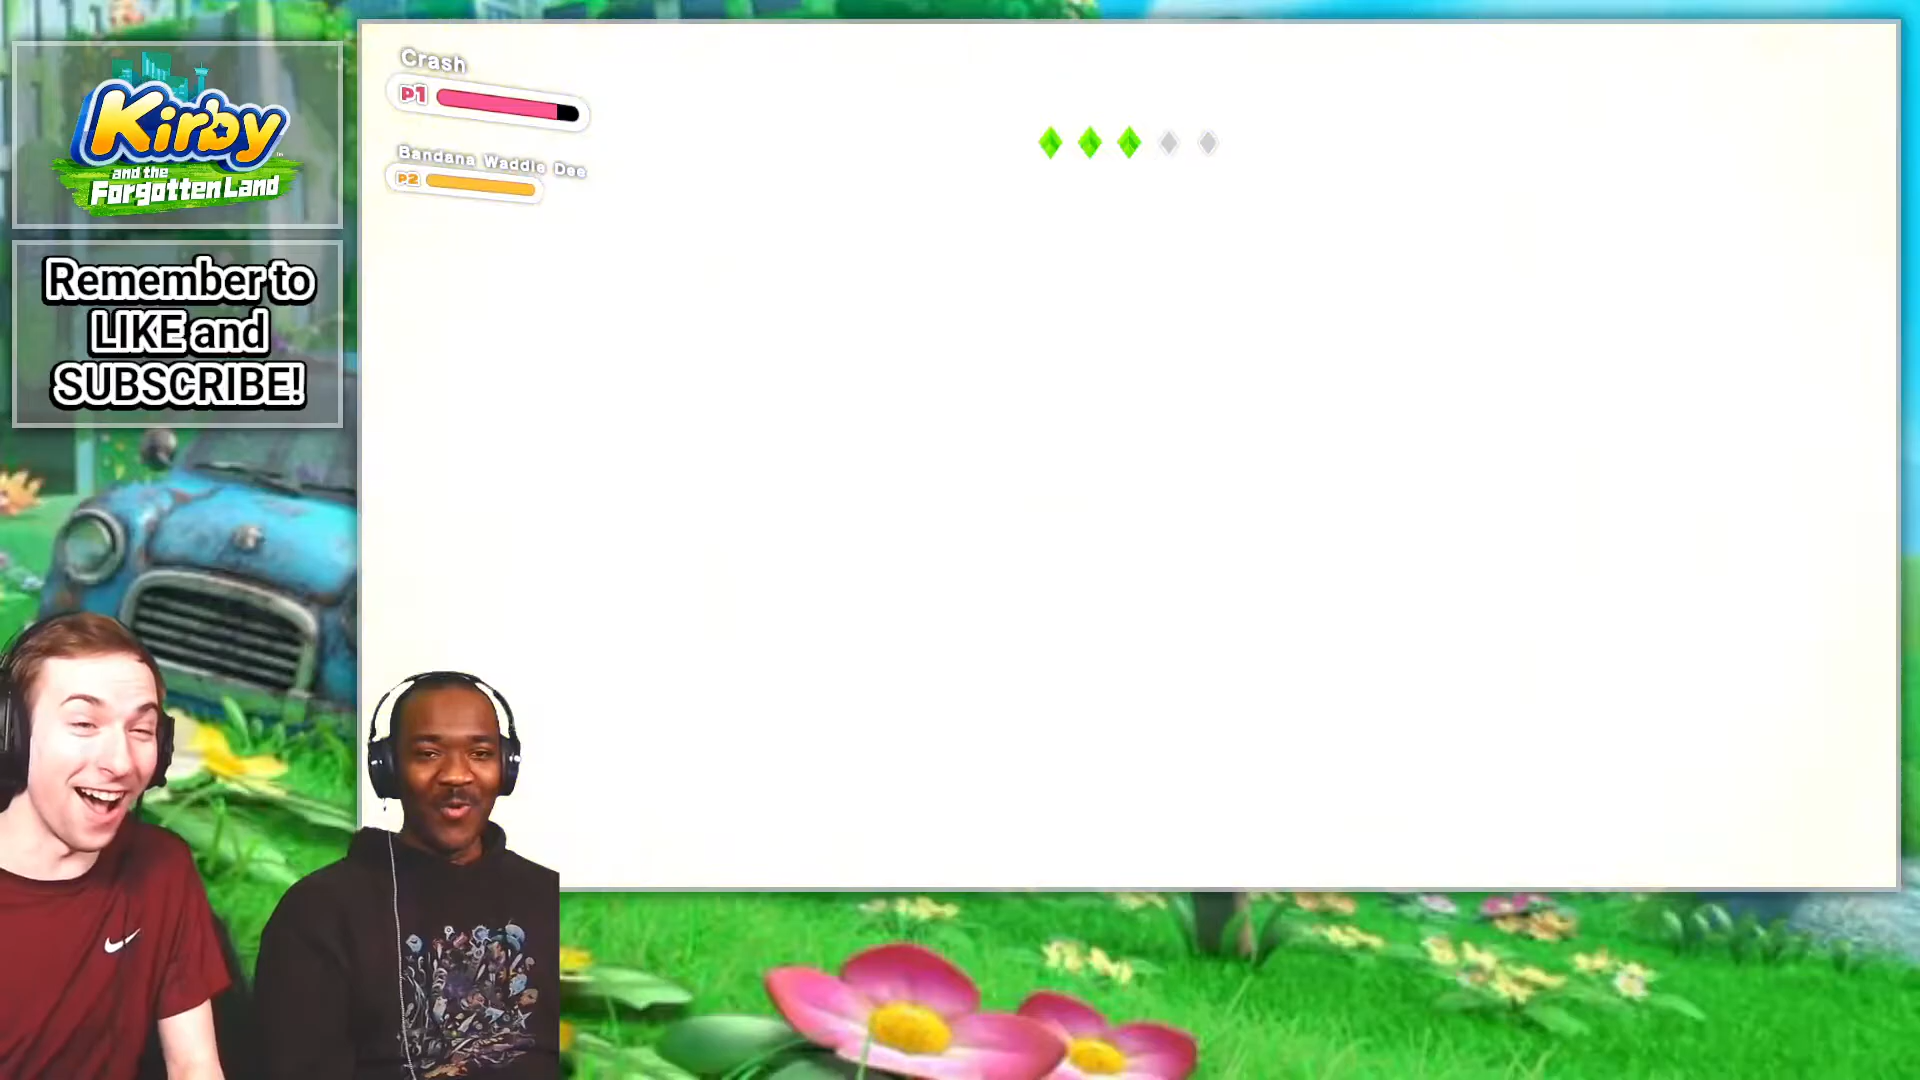 Kirby
and the
Forgotten Land
Remember to
LIKE and
SUBSCRIBE!
Crash
P1
Bandana Waddle Dee
P2